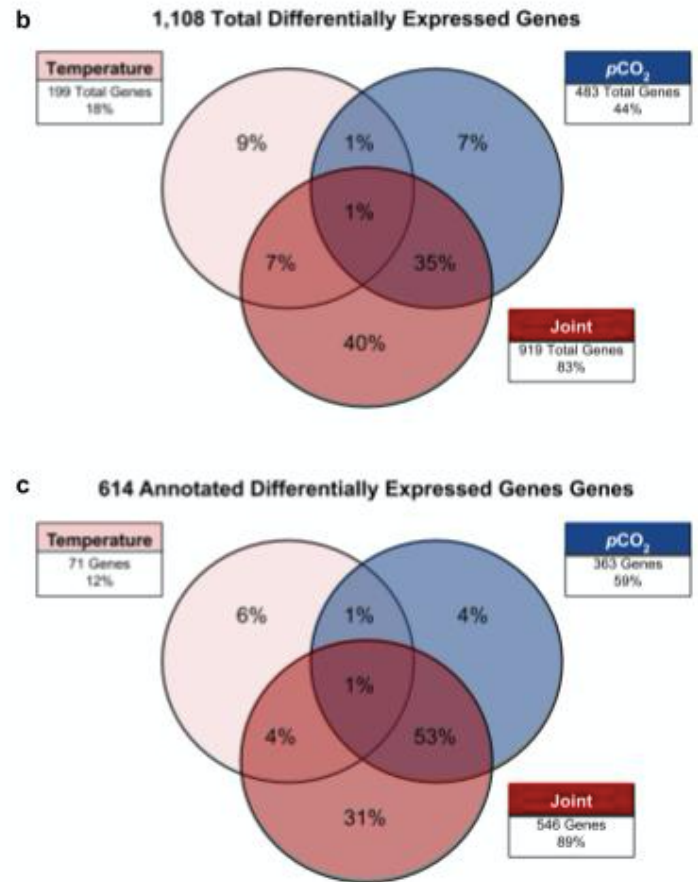 b
1,108 Total Differentially Expressed Genes
Temperature
199 Total Genes
18%
pCO2
483 Total Genes
44%
9%
1%
7%
1%
7%
35%
40%
Joint
919 Total Genes
83%
c
614 Annotated Differentially Expressed Genes Genes
Temperature
71 Genes
12%
pCO2
363 Genes
59%
6%
1%
4%
1%
4%
53%
31%
Joint
546 Genes
89%